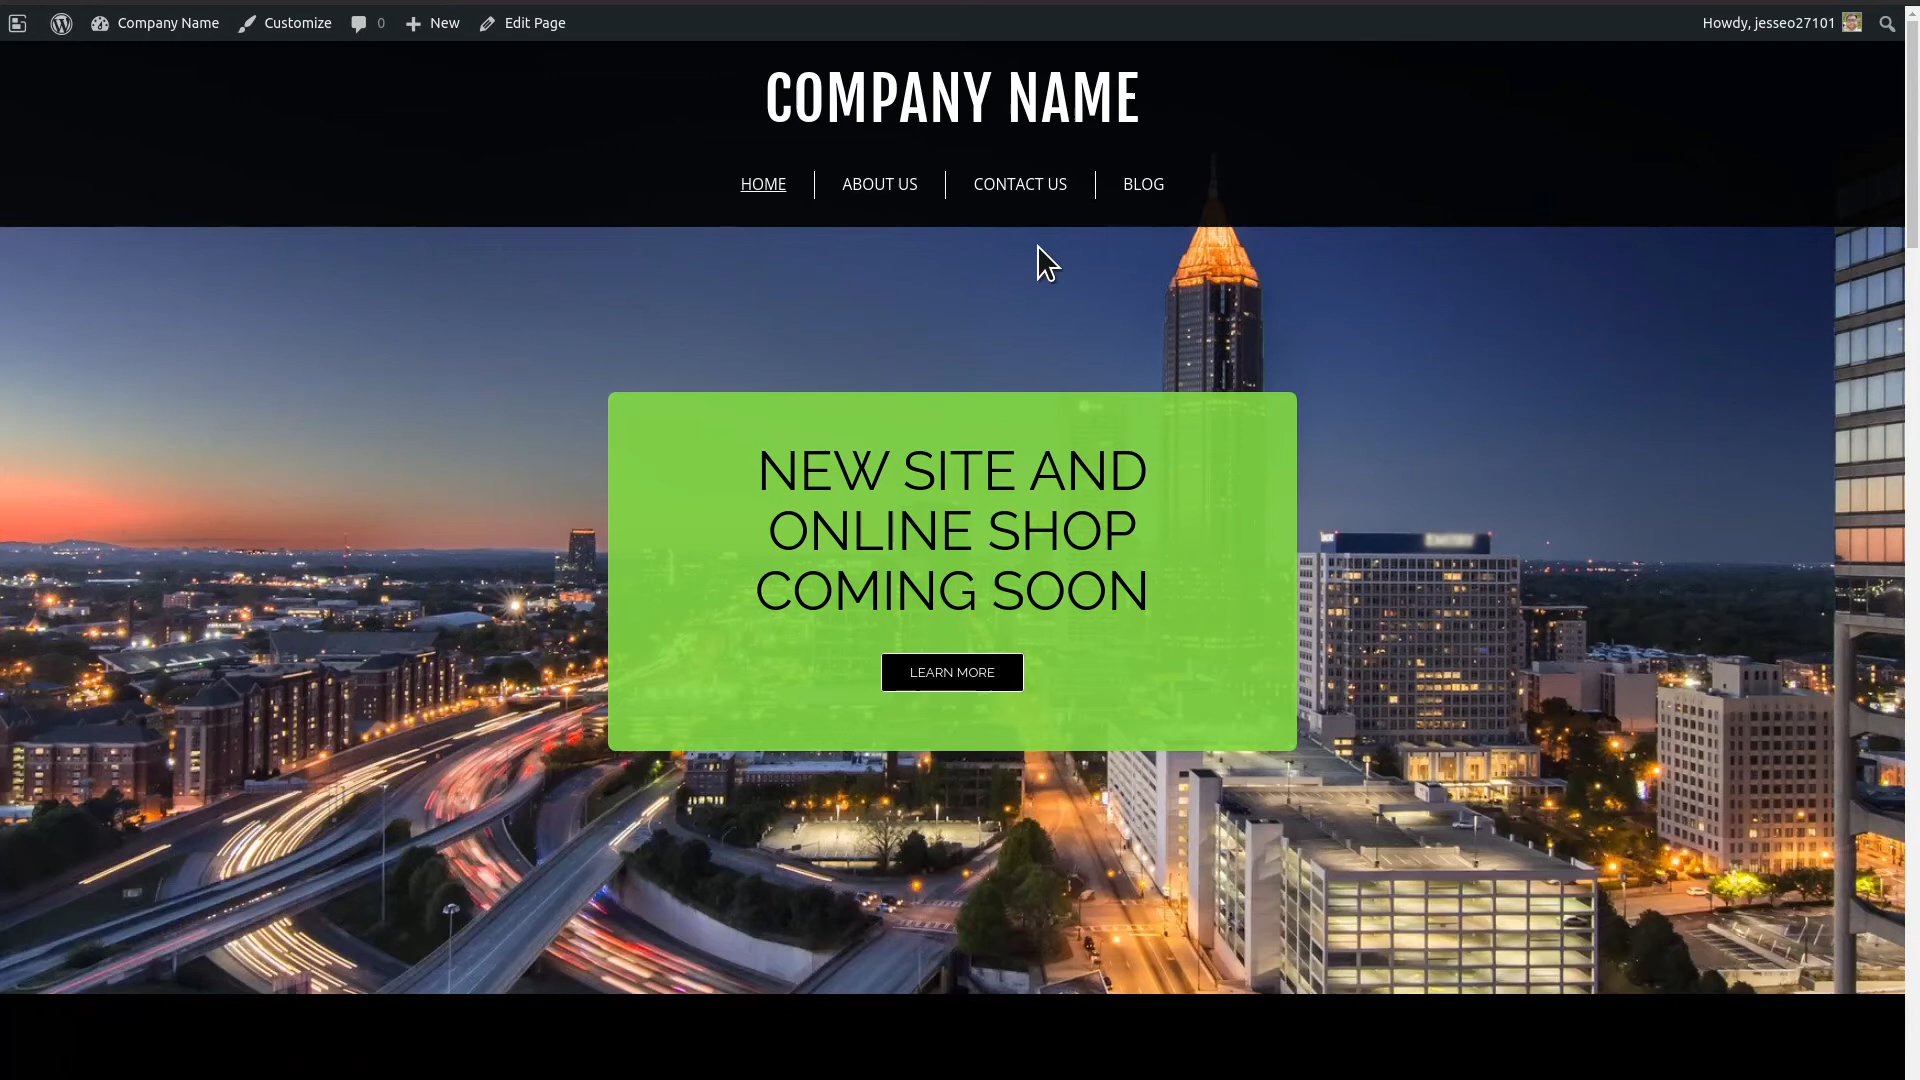 Company Name Customize 0 New Edit Page Howdy, jesseo27101
COMPANY NAME
HOME ABOUT US CONTACT US BLOG
NEW SITE AND
ONLINE SHOP
COMING SOON
LEARN MORE